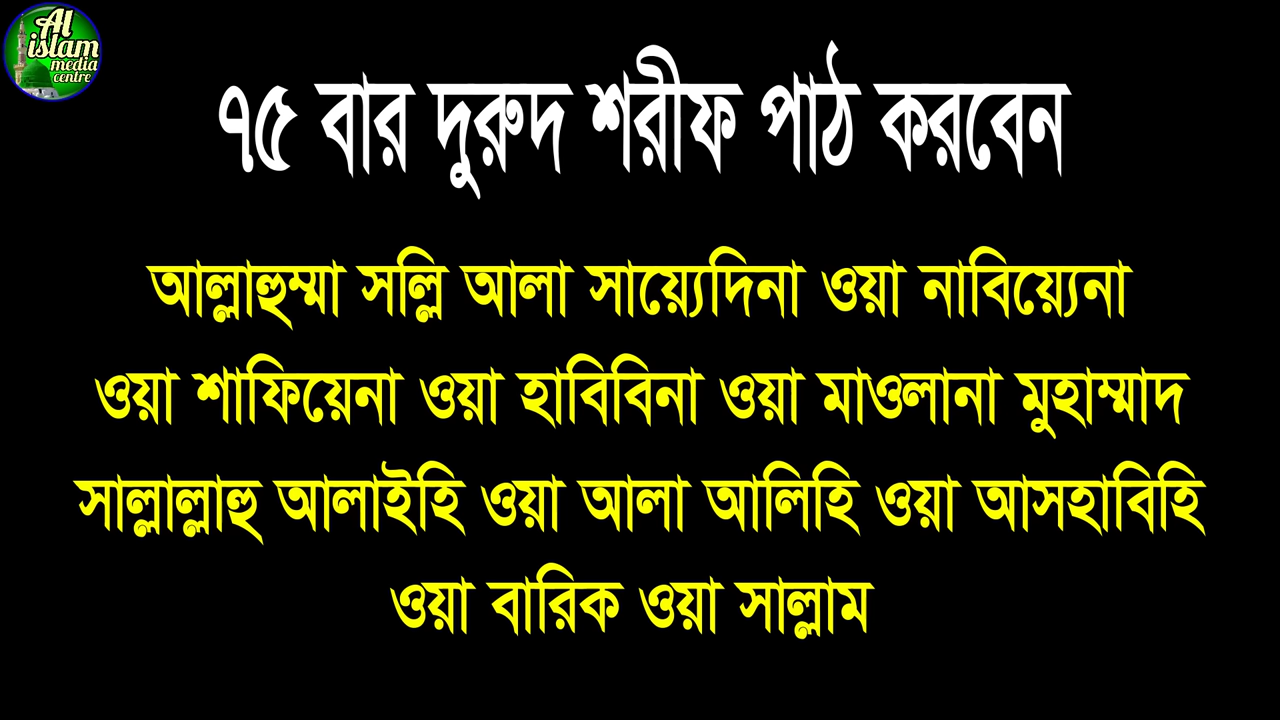 Al
islam
media
centre
৭৫ বার দুরুদ শরীফ পাঠ করবেন
আল্লাহুম্মা সল্লি আলা সায়্যেদিনা ওয়া নাবিয়্যেনা
ওয়া শাফিয়েনা ওয়া হাবিবিনা ওয়া মাওলানা মুহাম্মাদ
সাল্লাল্লাহু আলাইহি ওয়া আলা আলিহি ওয়া আসহাবিহি
ওয়া বারিক ওয়া সাল্লাম